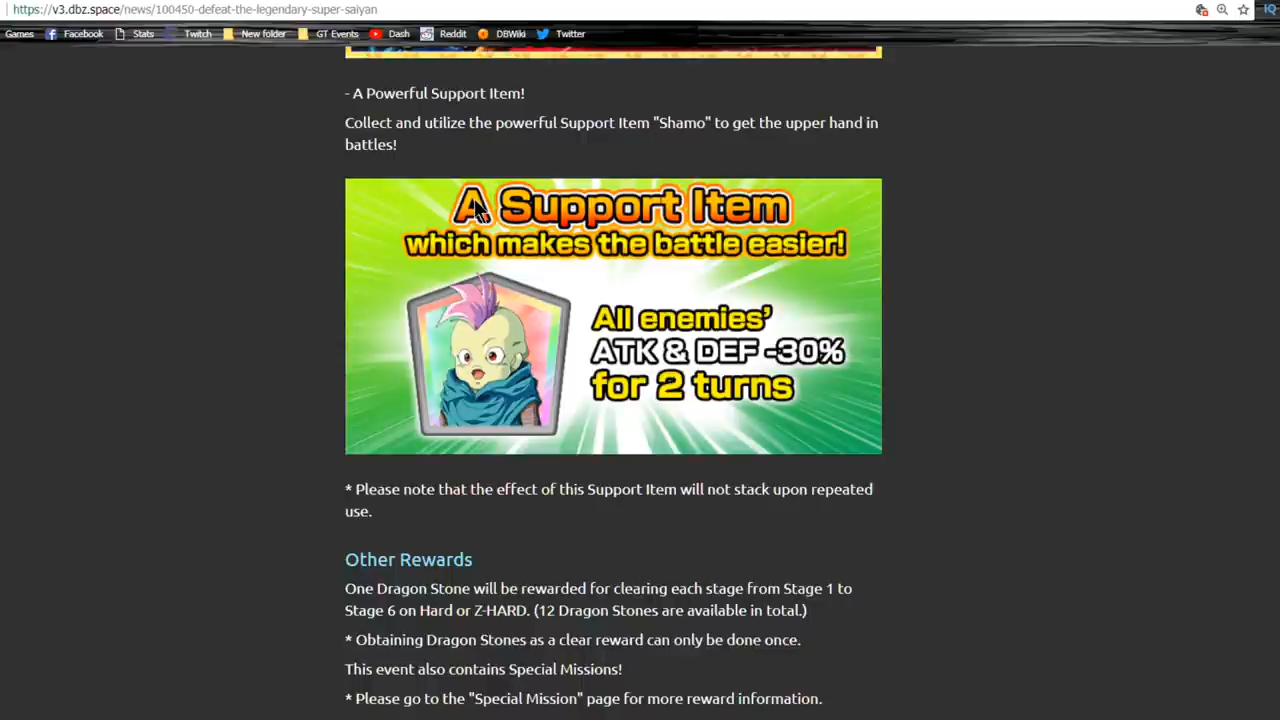 https://v3.dbz.space/news/100450-defeat-the-legendary-super-saiyan
Games Facebook Stats Twitch New folder GT Events Dash Reddit DBWiki Twitter
- A Powerful Support Item!
Collect and utilize the powerful Support Item "Shamo" to get the upper hand in
battles!
A Support Item
which makes the battle easier!
All enemies'
ATK & DEF -30%
for 2 turns
* Please note that the effect of this Support Item will not stack upon repeated
use.
Other Rewards
One Dragon Stone will be rewarded for clearing each stage from Stage 1 to
Stage 6 on Hard or Z-HARD. (12 Dragon Stones are available in total.)
* Obtaining Dragon Stones as a clear reward can only be done once.
This event also contains Special Missions!
* Please go to the "Special Mission" page for more reward information.